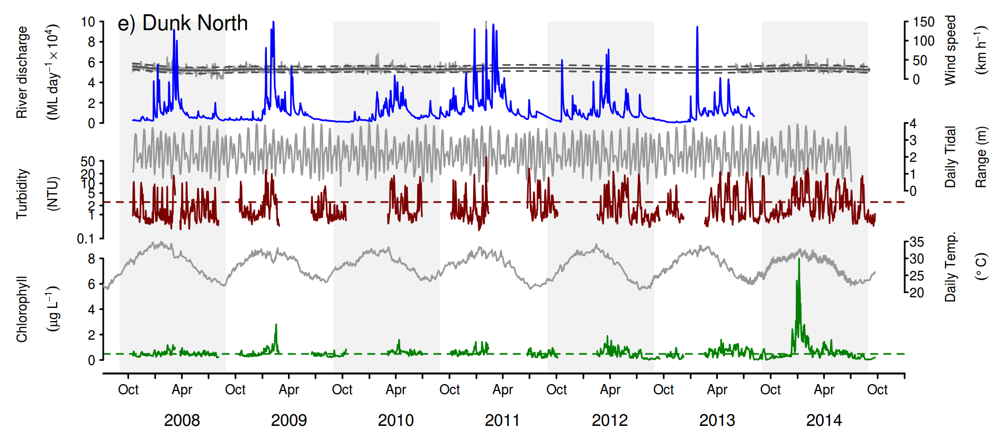 e) Dunk North
River discharge
(ML day⁻¹ × 10⁴)
10
8
6
4
2
0
Wind speed
(km h⁻¹)
150
100
50
0
Daily Tidal
Range (m)
4
3
2
1
0
Turbidity
(NTU)
50
20
10
5
2
1
0.1
Daily Temp.
(° C)
35
30
25
20
Chlorophyll
(µg L⁻¹)
8
6
4
2
0
Oct Apr Oct Apr Oct Apr Oct Apr Oct Apr Oct Apr Oct Apr Oct
2008 2009 2010 2011 2012 2013 2014